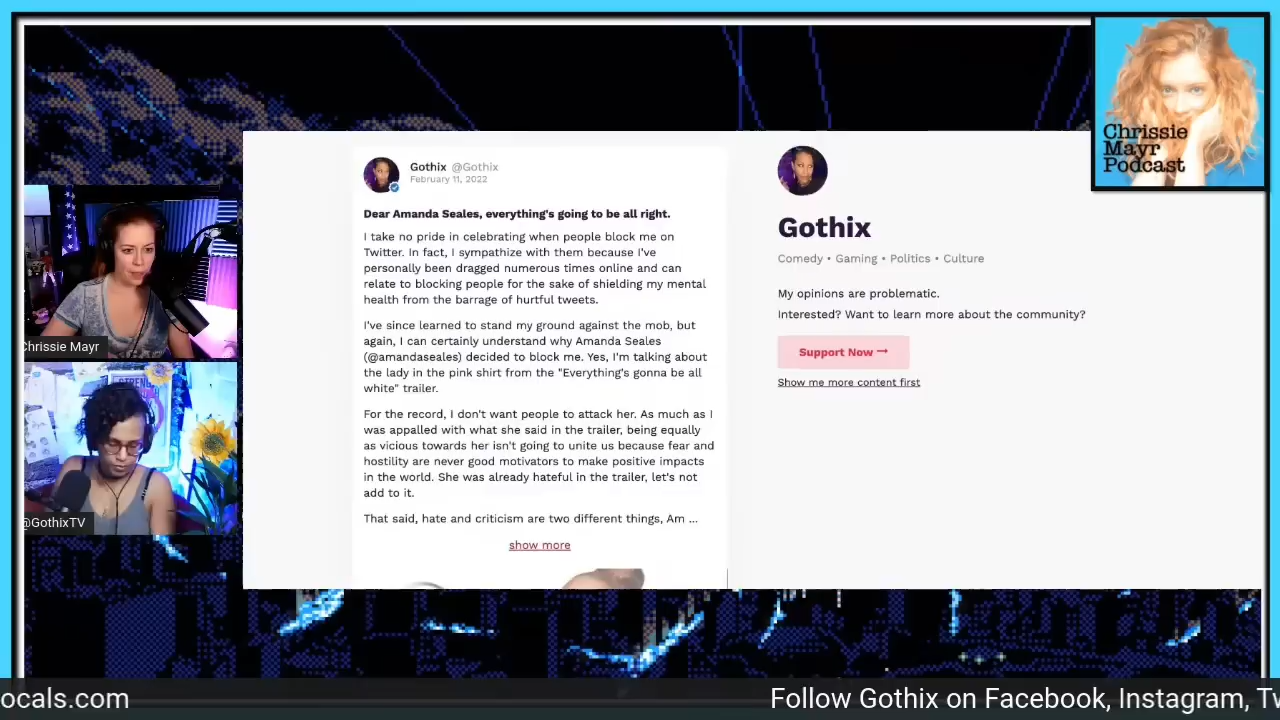 Chrissie
Mayr
Podcast
Gothix @Gothix
February 11, 2022
Dear Amanda Seales, everything's going to be all right.
I take no pride in celebrating when people block me on
Twitter. In fact, I sympathize with them because I've
personally been dragged numerous times online and can
relate to blocking people for the sake of shielding my mental
health from the barrage of hurtful tweets.
I've since learned to stand my ground against the mob, but
again, I can certainly understand why Amanda Seales
(@amandaseales) decided to block me. Yes, I'm talking about
the lady in the pink shirt from the "Everything's gonna be all
white" trailer.
For the record, I don't want people to attack her. As much as I
was appalled with what she said in the trailer, being equally
as vicious towards her isn't going to unite us because fear and
hostility are never good motivators to make positive impacts
in the world. She was already hateful in the trailer, let's not
add to it.
That said, hate and criticism are two different things, Am ...
show more
Gothix
Comedy • Gaming • Politics • Culture
My opinions are problematic.
Interested? Want to learn more about the community?
Support Now →
Show me more content first
Chrissie Mayr
@GothixTV
ocals.com
Follow Gothix on Facebook, Instagram, Tw